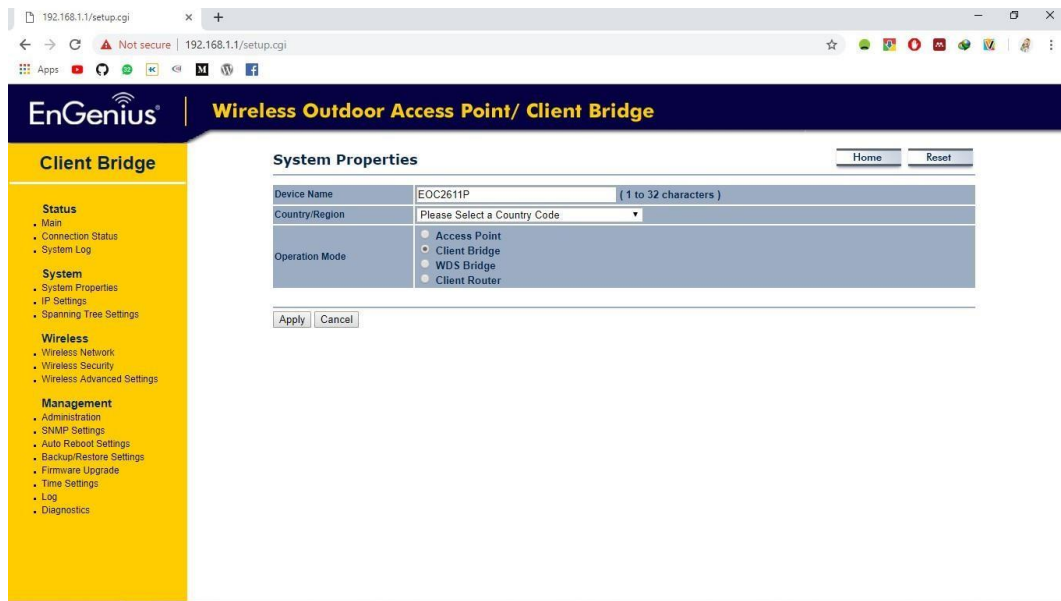 192.168.1.1/setup.cgi
Not secure | 192.168.1.1/setup.cgi
Apps
EnGenius®
Wireless Outdoor Access Point/ Client Bridge
Client Bridge
Status
Main
Connection Status
System Log
System
System Properties
IP Settings
Spanning Tree Settings
Wireless
Wireless Network
Wireless Security
Wireless Advanced Settings
Management
Administration
SNMP Settings
Auto Reboot Settings
Backup/Restore Settings
Firmware Upgrade
Time Settings
Log
Diagnostics
System Properties
Home Reset
Device Name EOC2611P ( 1 to 32 characters )
Country/Region Please Select a Country Code
Operation Mode
Access Point
Client Bridge
WDS Bridge
Client Router
Apply Cancel